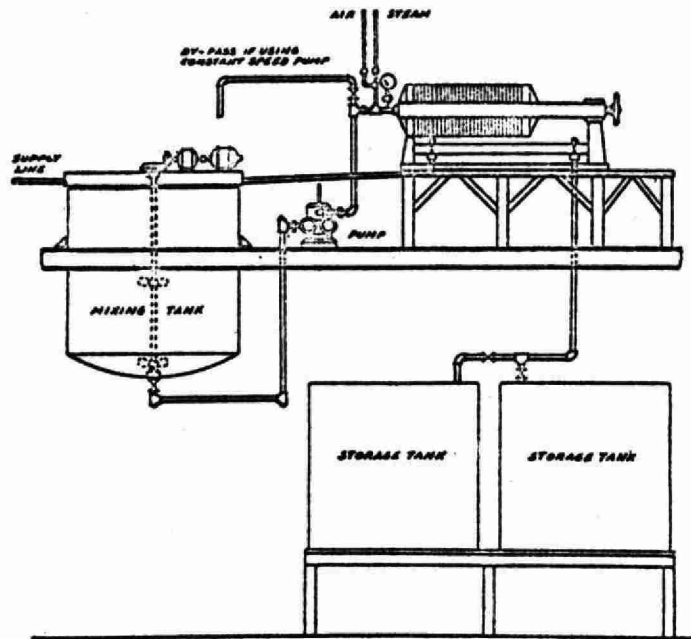 AIR STEAM
BY-PASS IF USING
CONSTANT SPEED PUMP
SUPPLY
LINE
PUMP
MIXING TANK
STORAGE TANK
STORAGE TANK